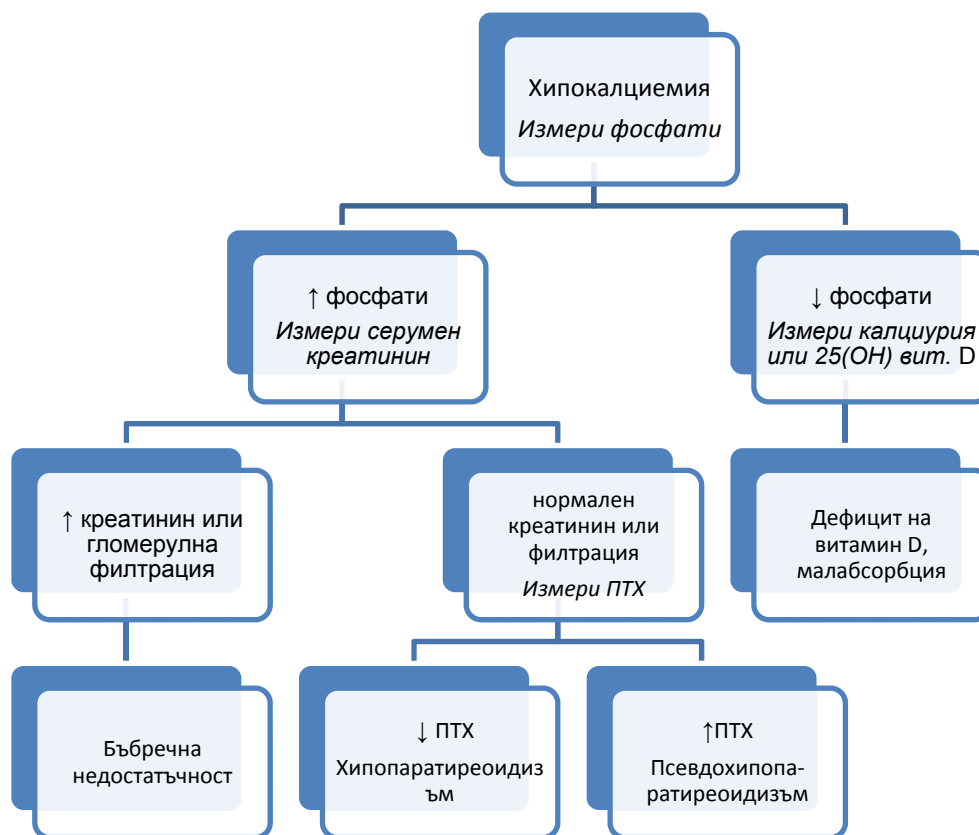 Хипокалциемия
Измери фосфати
↑ фосфати
Измери серумен
креатинин
↓ фосфати
Измери калциурия
или 25(ОН) вит. D
↑ креатинин или
гломерулна
филтрация
нормален
креатинин или
филтрация
Измери ПТХ
Дефицит на
витамин D,
малабсорбция
Бъбречна
недостатъчност
↓ ПТХ
Хипопаратиреоидиз
ъм
↑ПТХ
Псевдохипопа-
ратиреоидизъм